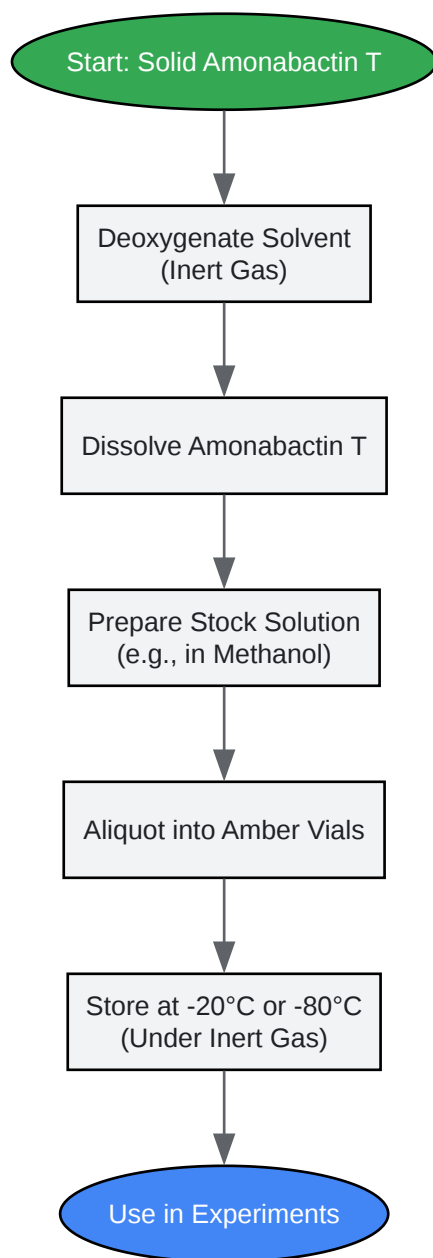 Start: Solid Amonabactin T
Deoxygenate Solvent
(Inert Gas)
Dissolve Amonabactin T
Prepare Stock Solution
(e.g., in Methanol)
Aliquot into Amber Vials
Store at -20°C or -80°C
(Under Inert Gas)
Use in Experiments